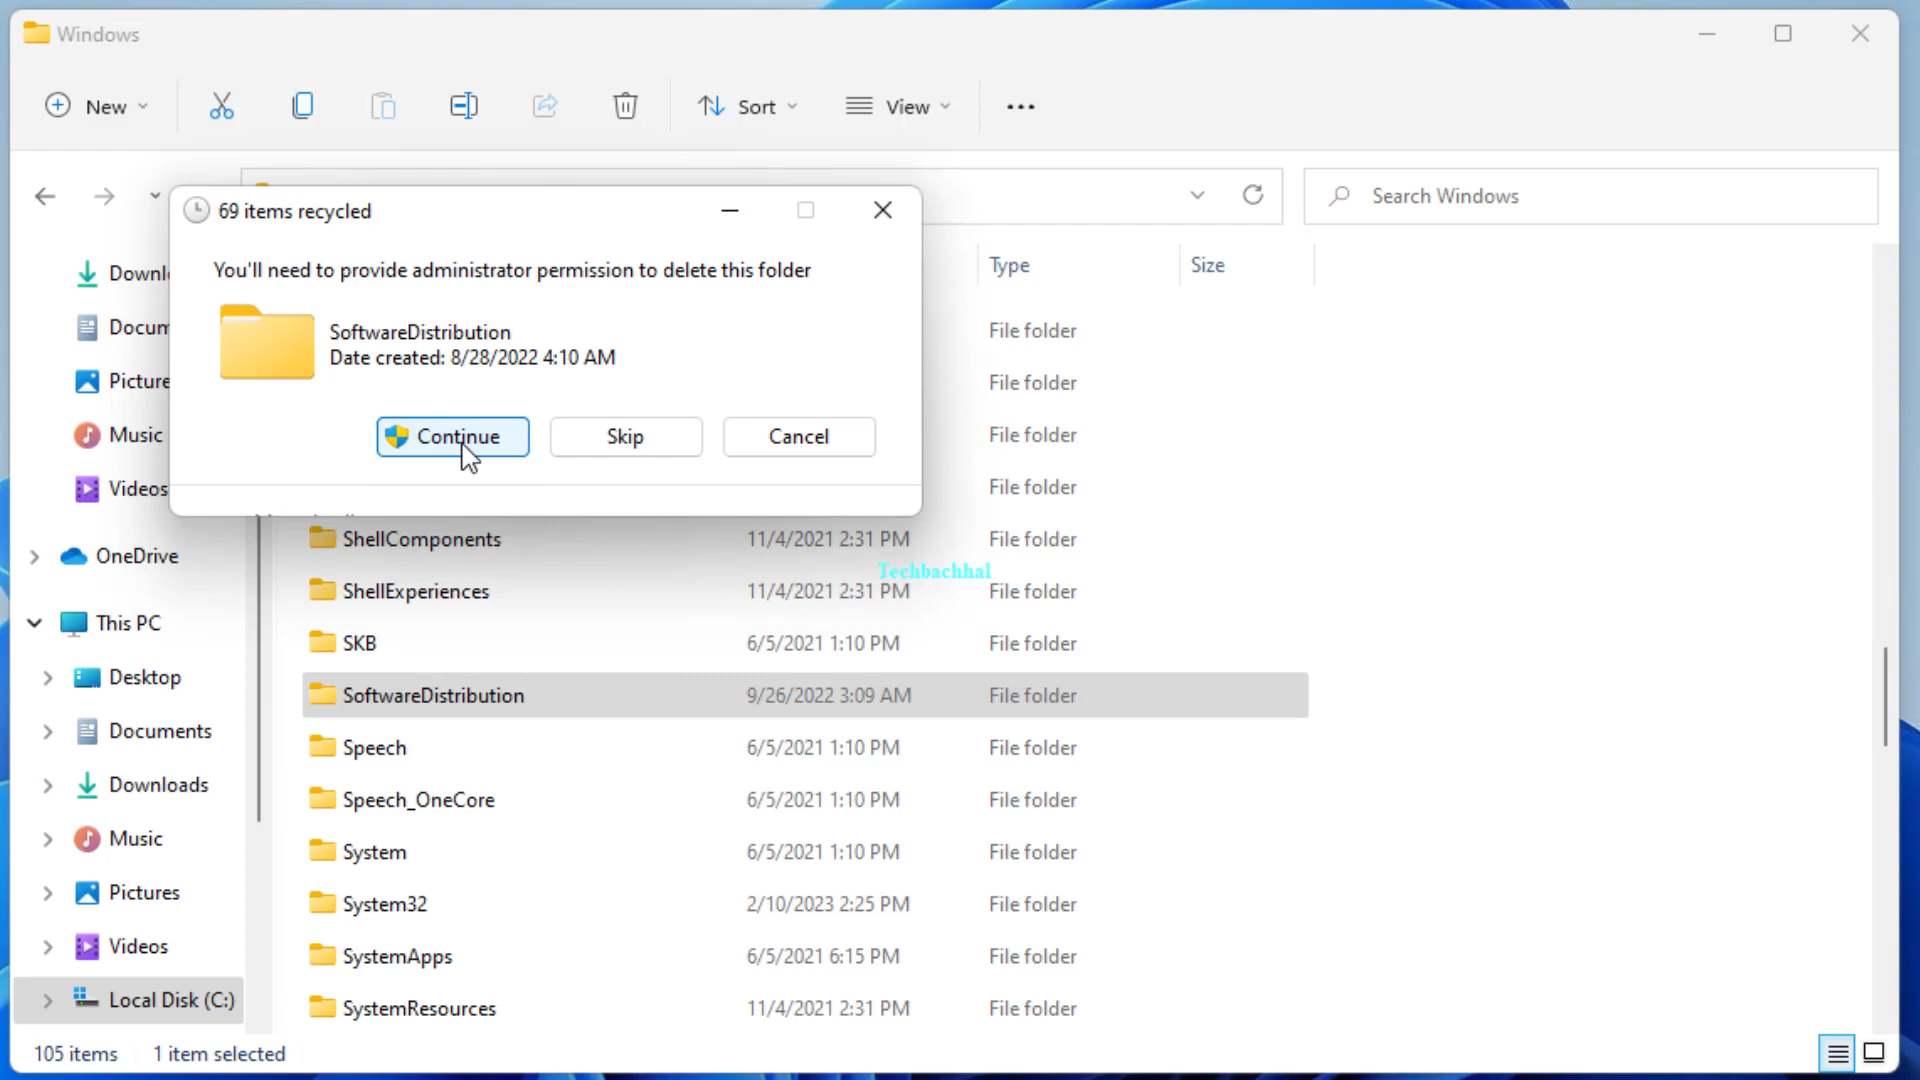 Windows
New
Sort
View
Search Windows
69 items recycled
You'll need to provide administrator permission to delete this folder
SoftwareDistribution
Date created: 8/28/2022 4:10 AM
Continue
Skip
Cancel
Type
Size
File folder
File folder
File folder
File folder
ShellComponents 11/4/2021 2:31 PM File folder
Techbachhal
ShellExperiences 11/4/2021 2:31 PM File folder
SKB 6/5/2021 1:10 PM File folder
SoftwareDistribution 9/26/2022 3:09 AM File folder
Speech 6/5/2021 1:10 PM File folder
Speech_OneCore 6/5/2021 1:10 PM File folder
System 6/5/2021 1:10 PM File folder
System32 2/10/2023 2:25 PM File folder
SystemApps 6/5/2021 6:15 PM File folder
SystemResources 11/4/2021 2:31 PM File folder
Downl
Docum
Picture
Music
Videos
OneDrive
This PC
Desktop
Documents
Downloads
Music
Pictures
Videos
Local Disk (C:)
105 items
1 item selected